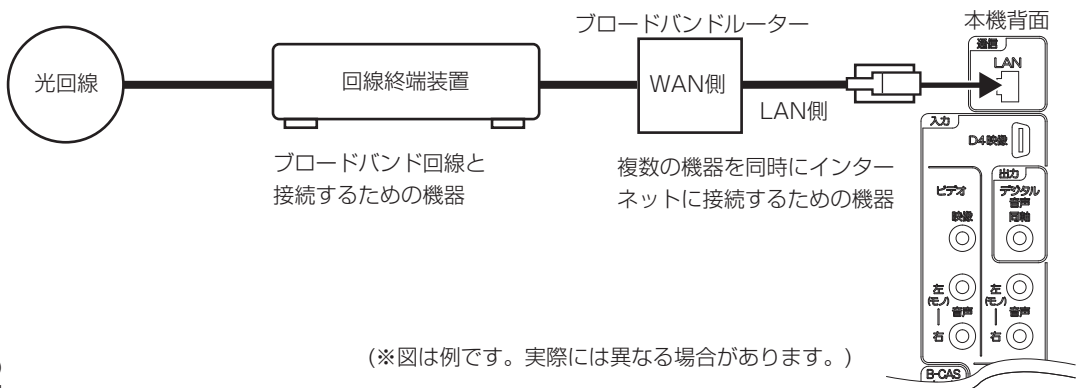 ブロードバンドルーター
本機背面
通信
LAN
光回線
回線終端装置
WAN側
LAN側
ブロードバンド回線と
接続するための機器
複数の機器を同時にインター
ネットに接続するための機器
入力
D4映像
出力
ビデオ
デジタル
音声
映像
同軸
左
(モノ)
音声
右
左
(モノ)
音声
右
(※図は例です。実際には異なる場合があります。)
B-CAS